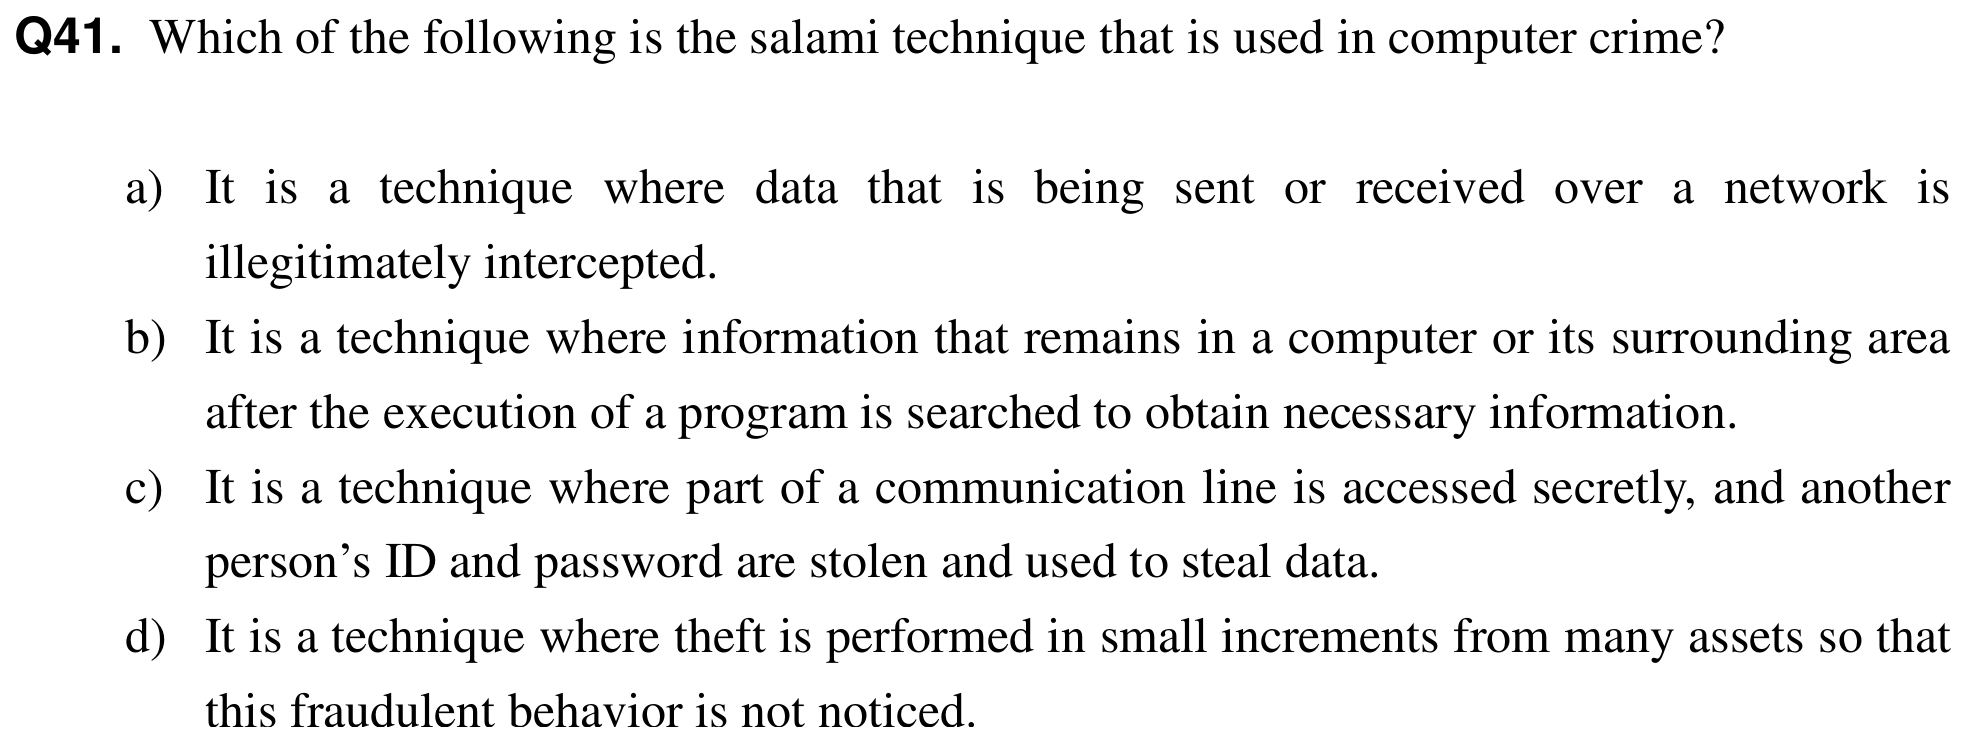 Q41. Which of the following is the salami technique that is used in computer crime?
a) It is a technique where data that is being sent or received over a network is
illegitimately intercepted.
b) It is a technique where information that remains in a computer or its surrounding area
after the execution of a program is searched to obtain necessary information.
c) It is a technique where part of a communication line is accessed secretly, and another
person’s ID and password are stolen and used to steal data.
d) It is a technique where theft is performed in small increments from many assets so that
this fraudulent behavior is not noticed.